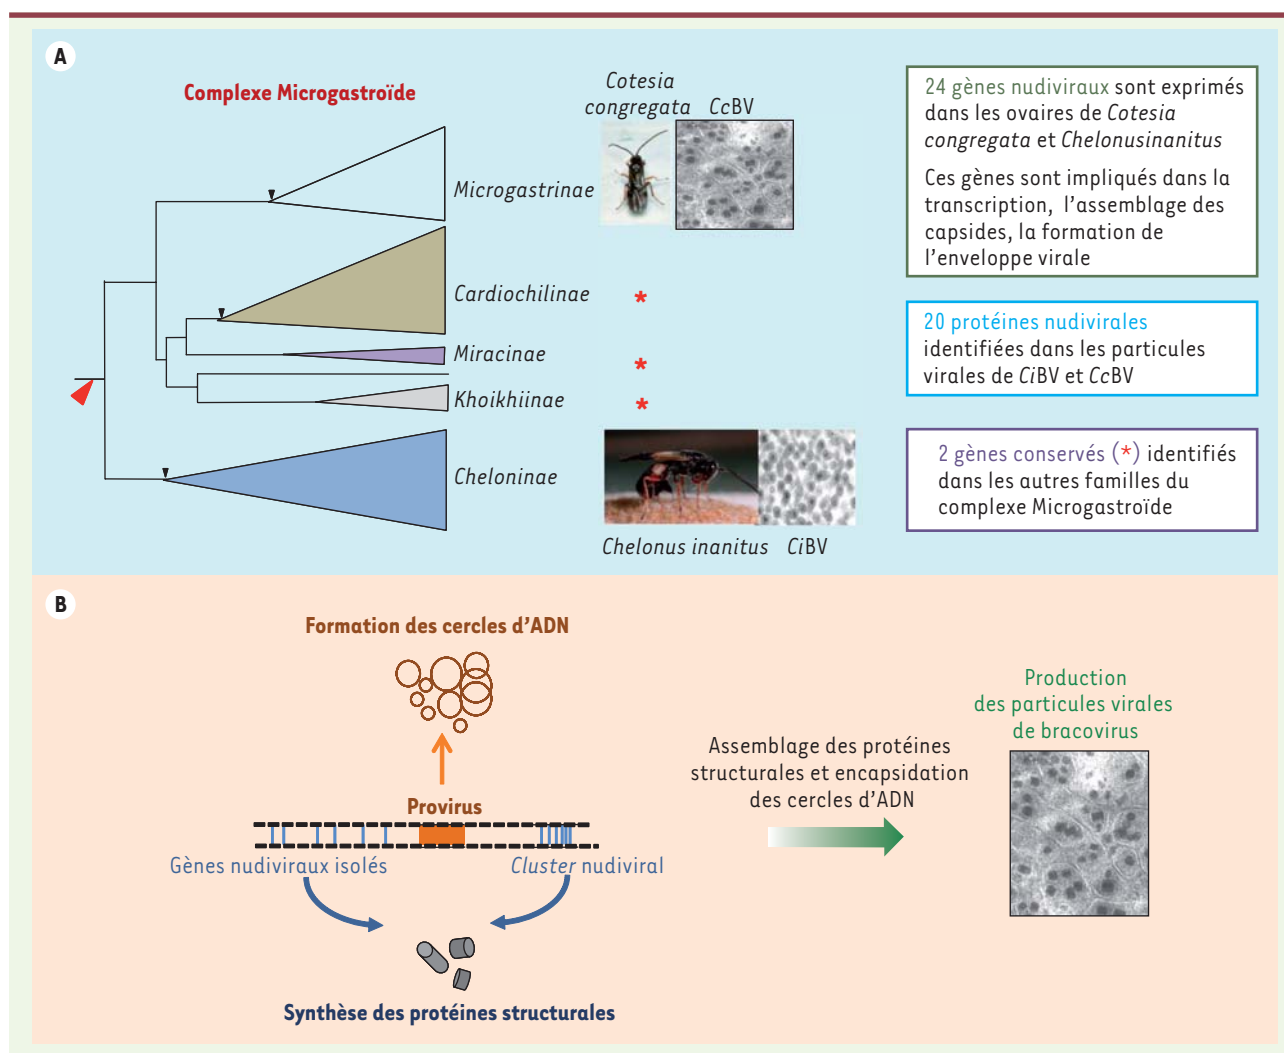 A
Complexe Microgastroïde
Cotesia
congregata CcBV
Microgastrinae
Cardiochilinae
*
Miracinae
*
Khoikhiinae
*
Cheloninae
Chelonus inanitus CiBV
24 gènes nudiviraux sont exprimés
dans les ovaires de Cotesia
congregata et Chelonusinanitus
Ces gènes sont impliqués dans la
transcription, l'assemblage des
capsides, la formation de
l'enveloppe virale
20 protéines nudivirales
identifiées dans les particules
virales de CiBV et CcBV
2 gènes conservés (*) identifiés
dans les autres familles du
complexe Microgastroïde
B
Formation des cercles d'ADN
Provirus
Gènes nudiviraux isolés
Cluster nudiviral
Synthèse des protéines structurales
Assemblage des protéines
structurales et encapsidation
des cercles d'ADN
Production
des particules virales
de bracovirus